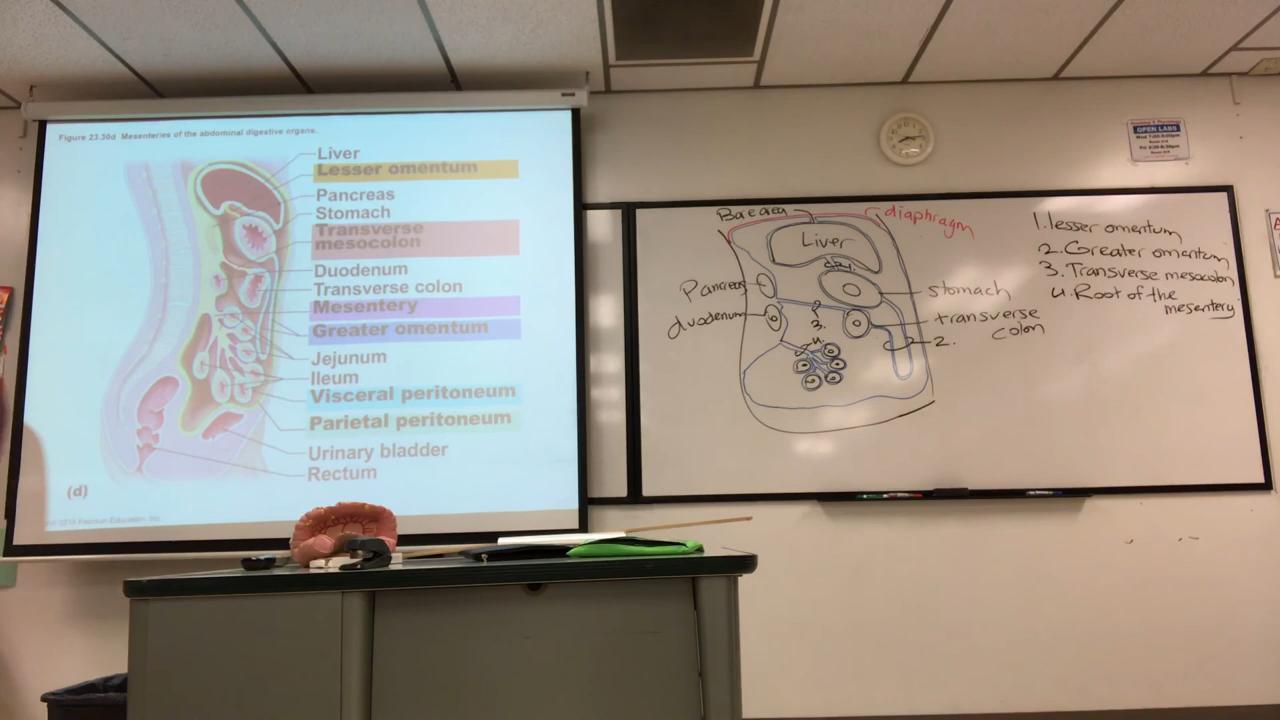 Figure 23.30d Mesenteries of the abdominal digestive organs.
Liver
Lesser omentum
Pancreas
Stomach
Transverse
mesocolon
Duodenum
Transverse colon
Mesentery
Greater omentum
Jejunum
Ileum
Visceral peritoneum
Parietal peritoneum
Urinary bladder
Rectum
(d)
Pearson Education, Inc.
Bare area
diaphragm
Liver
Pancreas
stomach
duodenum
transverse
colon
3.
2.
4.
1. lesser omentum
2. Greater omentum
3. Transverse mesocolon
4. Root of the
mesentery
OPEN LABS